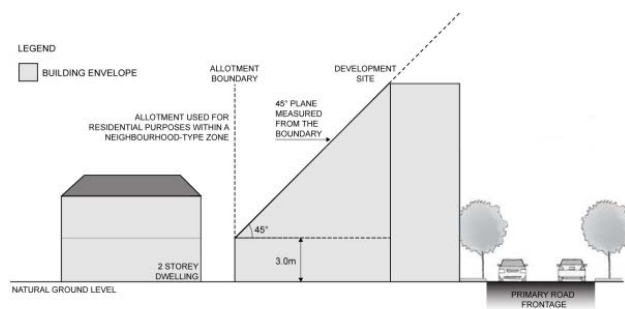 LEGEND
BUILDING ENVELOPE
ALLOTMENT
BOUNDARY
DEVELOPMENT
SITE
ALLOTMENT USED FOR
RESIDENTIAL PURPOSES WITHIN A
NEIGHBOURHOOD-TYPE ZONE
45° PLANE
MEASURED
FROM THE
BOUNDARY
45°
3.0m
2 STOREY
DWELLING
NATURAL GROUND LEVEL
PRIMARY ROAD
FRONTAGE